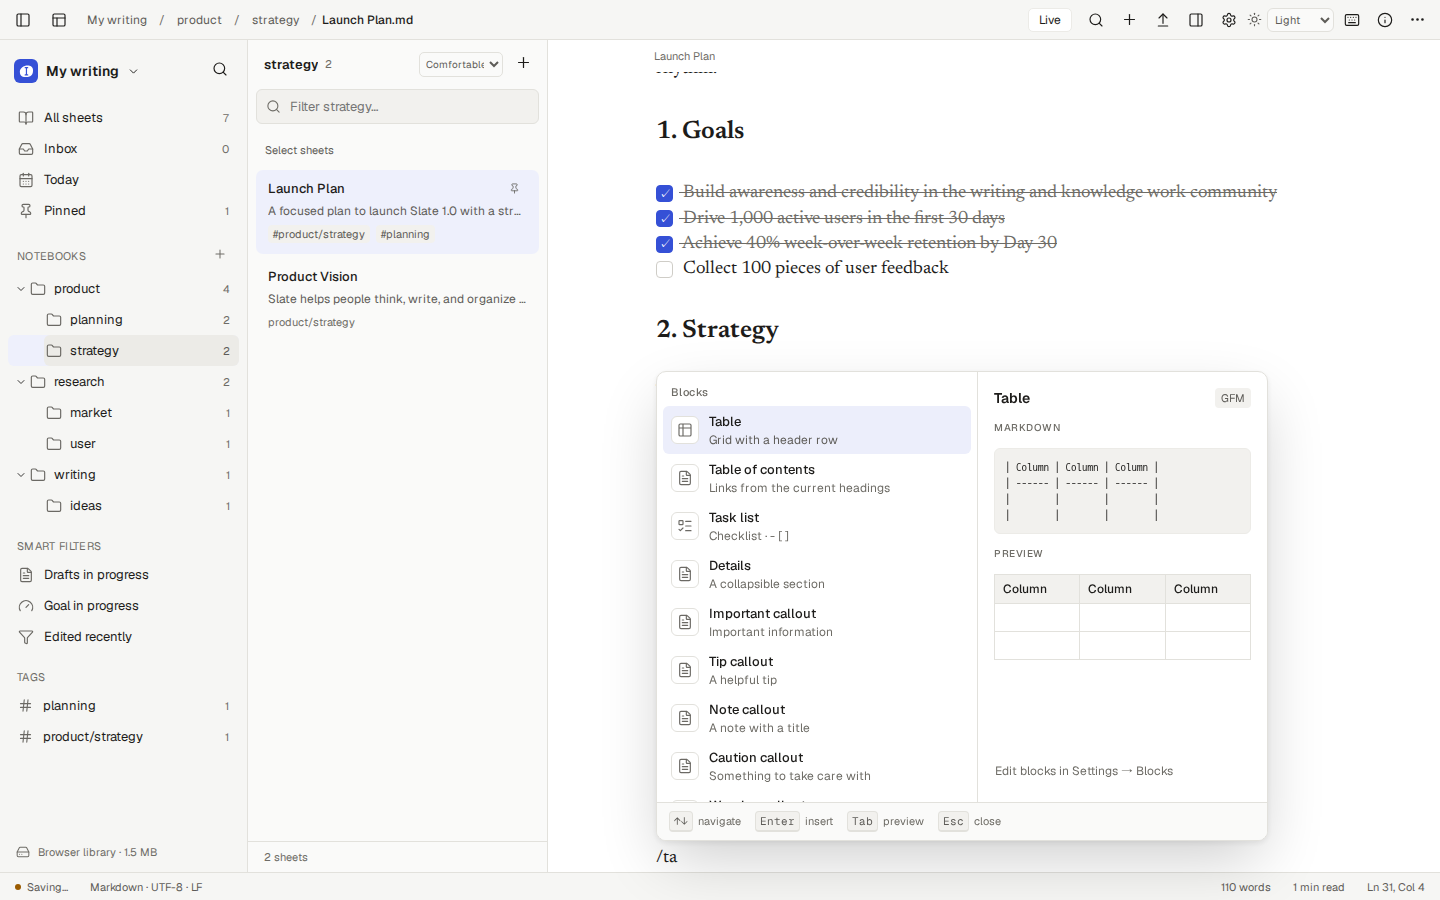 My writing / product / strategy / Launch Plan.md
Live
Light
My writing
All sheets 7
Inbox 0
Today
Pinned 1
NOTEBOOKS
product 4
planning 2
strategy 2
research 2
market 1
user 1
writing 1
ideas 1
SMART FILTERS
Drafts in progress
Goal in progress
Edited recently
TAGS
# planning 1
# product/strategy 1
Browser library · 1.5 MB
strategy 2
Comfortable
Filter strategy…
Select sheets
Launch Plan
A focused plan to launch Slate 1.0 with a str…
#product/strategy #planning
Product Vision
Slate helps people think, write, and organize …
product/strategy
2 sheets
Launch Plan
1. Goals
Build awareness and credibility in the writing and knowledge work community
Drive 1,000 active users in the first 30 days
Achieve 40% week-over-week retention by Day 30
Collect 100 pieces of user feedback
2. Strategy
Blocks
Table
Grid with a header row
Table of contents
Links from the current headings
Task list
Checklist · - [ ]
Details
A collapsible section
Important callout
Important information
Tip callout
A helpful tip
Note callout
A note with a title
Caution callout
Something to take care with
Table GFM
MARKDOWN
| Column | Column | Column |
| ------ | ------ | ------ |
| | | |
| | | |
PREVIEW
Column Column Column
Edit blocks in Settings → Blocks
↑↓ navigate Enter insert Tab preview Esc close
/ta
Saving… Markdown · UTF-8 · LF
110 words 1 min read Ln 31, Col 4